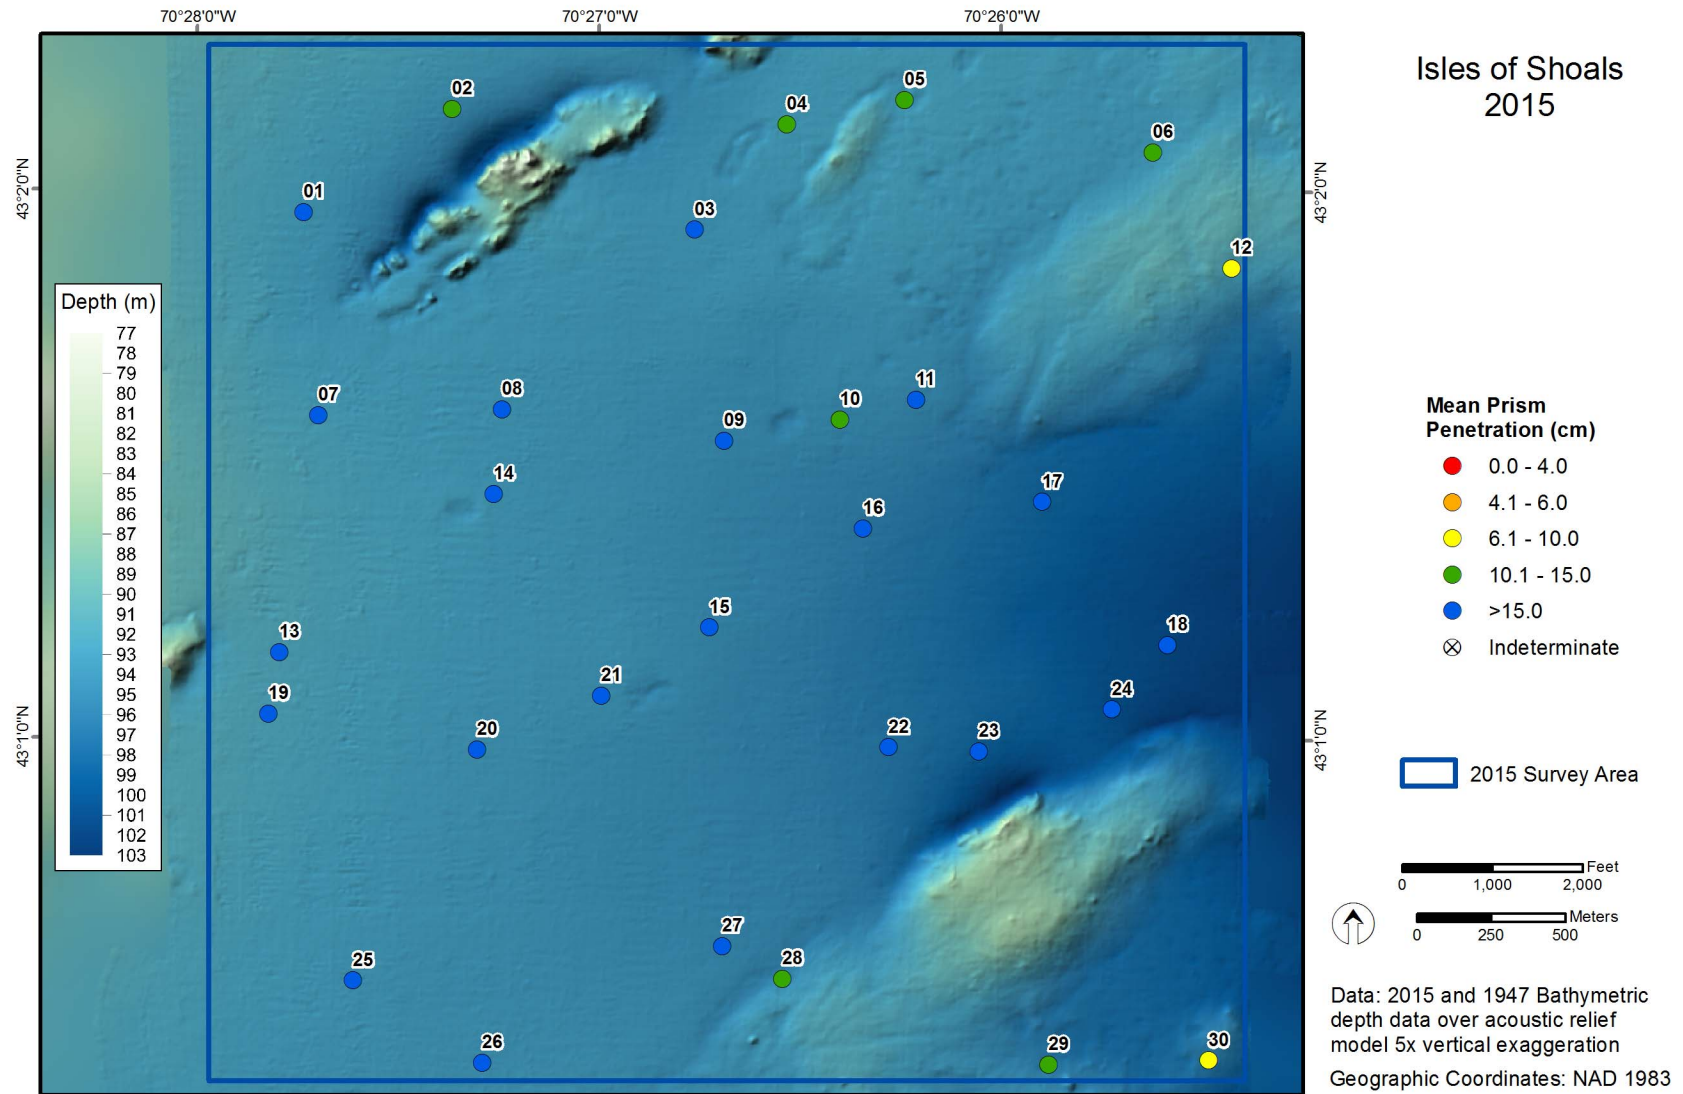 70°28'0"W
70°27'0"W
70°26'0"W
Isles of Shoals
2015
43°2'0"N
43°2'0"N
43°1'0"N
43°1'0"N
02
04
05
06
01
03
12
07
08
09
10
11
14
16
17
13
15
18
19
21
24
20
22
23
27
28
25
26
29
30
Depth (m)
77
78
79
80
81
82
83
84
85
86
87
88
89
90
91
92
93
94
95
96
97
98
99
100
101
102
103
Mean Prism
Penetration (cm)
0.0 - 4.0
4.1 - 6.0
6.1 - 10.0
10.1 - 15.0
>15.0
Indeterminate
2015 Survey Area
Feet
0 1,000 2,000
Meters
0 250 500
Data: 2015 and 1947 Bathymetric
depth data over acoustic relief
model 5x vertical exaggeration
Geographic Coordinates: NAD 1983